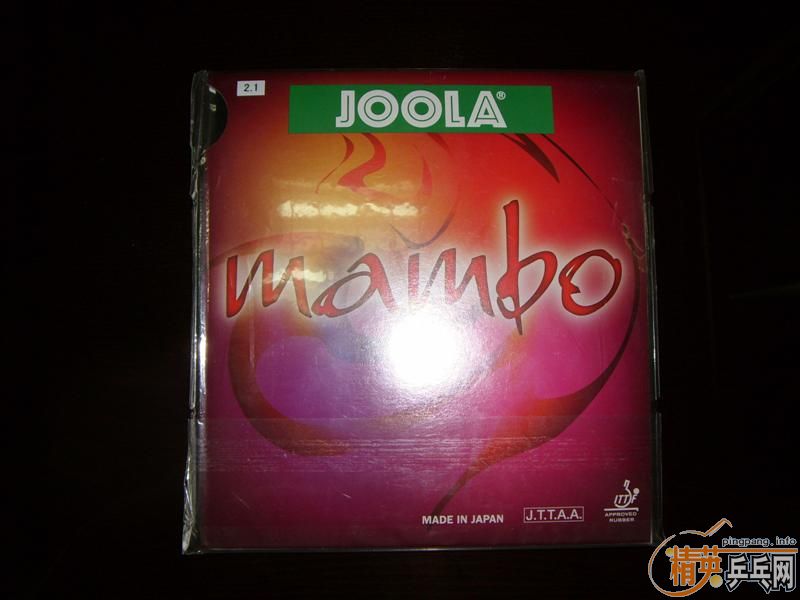 2.1
JOOLA®
mambo
MADE IN JAPAN
J.T.T.A.A.
ITTF
APPROVED
RUBBER
pingpang.info
精英乒乓网